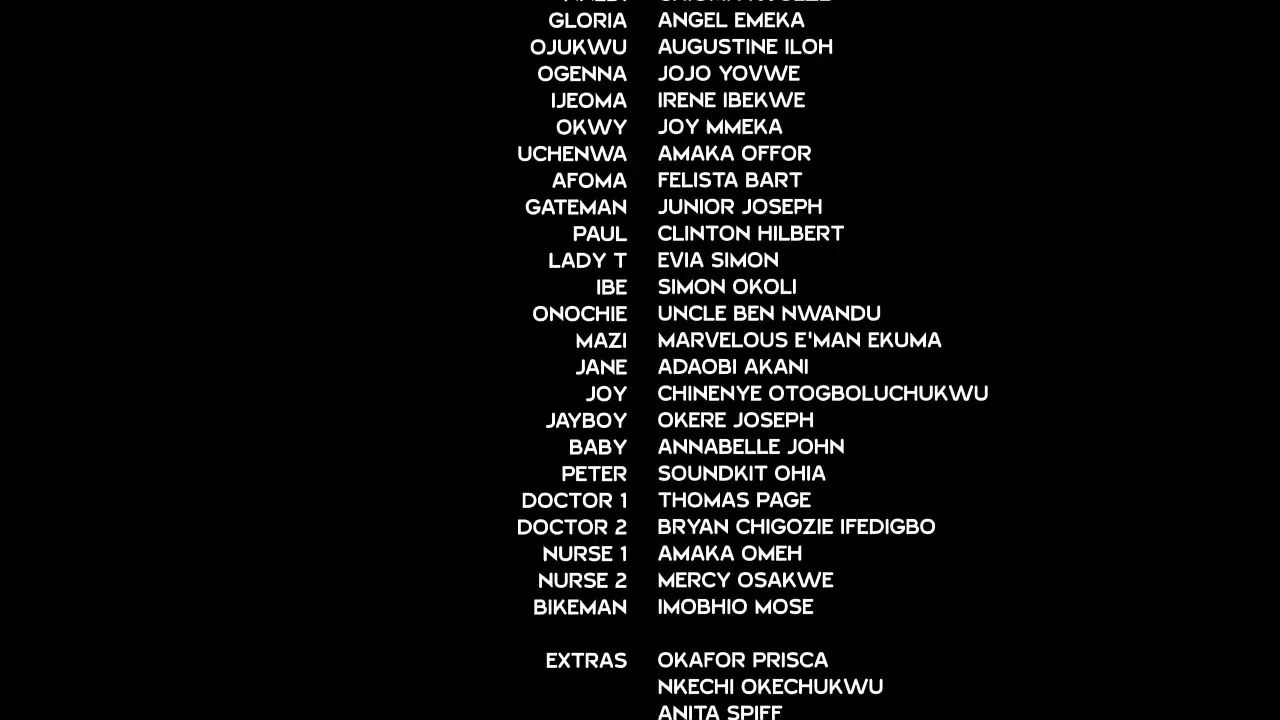 GLORIA ANGEL EMEKA
OJUKWU AUGUSTINE ILOH
OGENNA JOJO YOVWE
IJEOMA IRENE IBEKWE
OKWY JOY MMEKA
UCHENWA AMAKA OFFOR
AFOMA FELISTA BART
GATEMAN JUNIOR JOSEPH
PAUL CLINTON HILBERT
LADY T EVIA SIMON
IBE SIMON OKOLI
ONOCHIE UNCLE BEN NWANDU
MAZI MARVELOUS E'MAN EKUMA
JANE ADAOBI AKANI
JOY CHINENYE OTOGBOLUCHUKWU
JAYBOY OKERE JOSEPH
BABY ANNABELLE JOHN
PETER SOUNDKIT OHIA
DOCTOR 1 THOMAS PAGE
DOCTOR 2 BRYAN CHIGOZIE IFEDIGBO
NURSE 1 AMAKA OMEH
NURSE 2 MERCY OSAKWE
BIKEMAN IMOBHIO MOSE
EXTRAS OKAFOR PRISCA
NKECHI OKECHUKWU
ANITA SPIFF